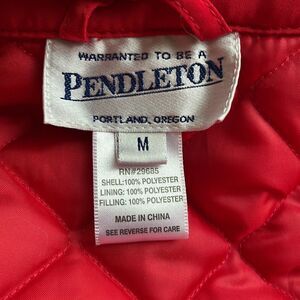 WARRANTED TO BE A
PENDLETON
PORTLAND, OREGON
M
RN#29685
SHELL:100% POLYESTER
LINING: 100% POLYESTER
FILLING: 100% POLYESTER
MADE IN CHINA
SEE REVERSE FOR CARE